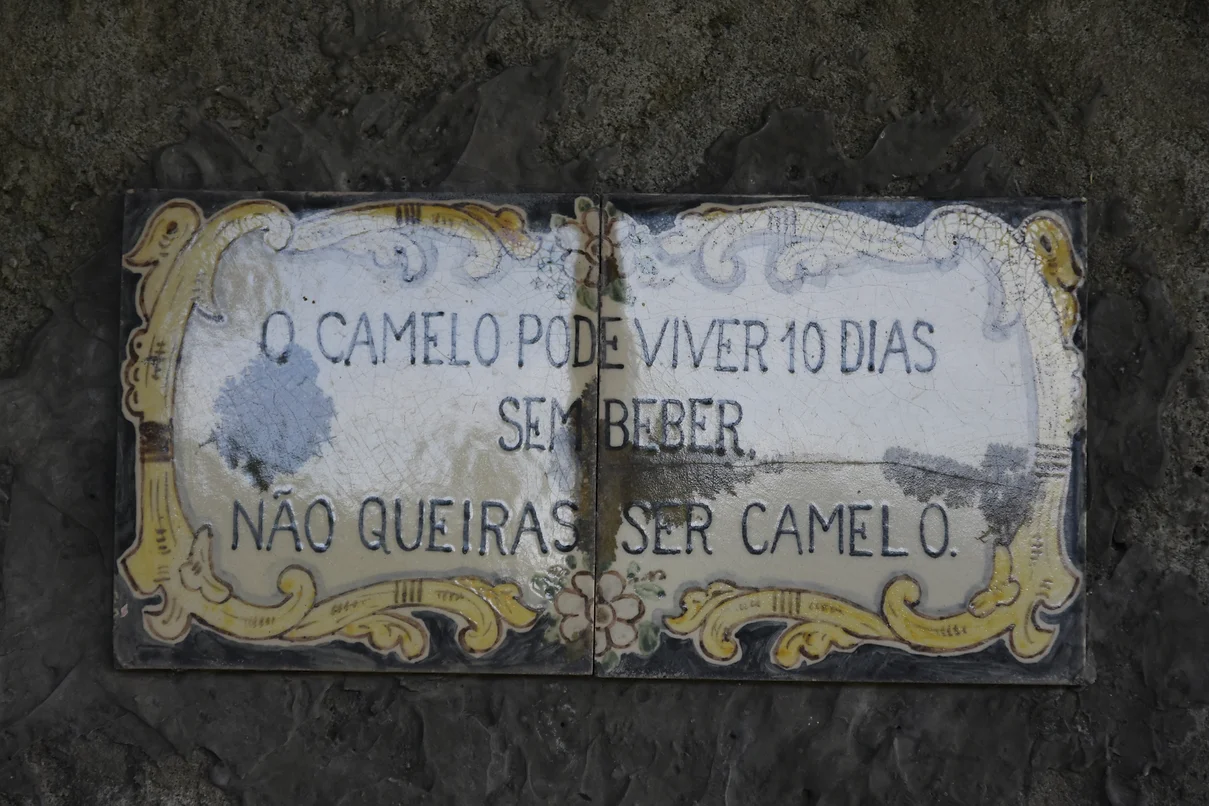 O CAMELO PODE VIVER 10 DIAS
SEM BEBER.
NÃO QUEIRAS SER CAMELO.